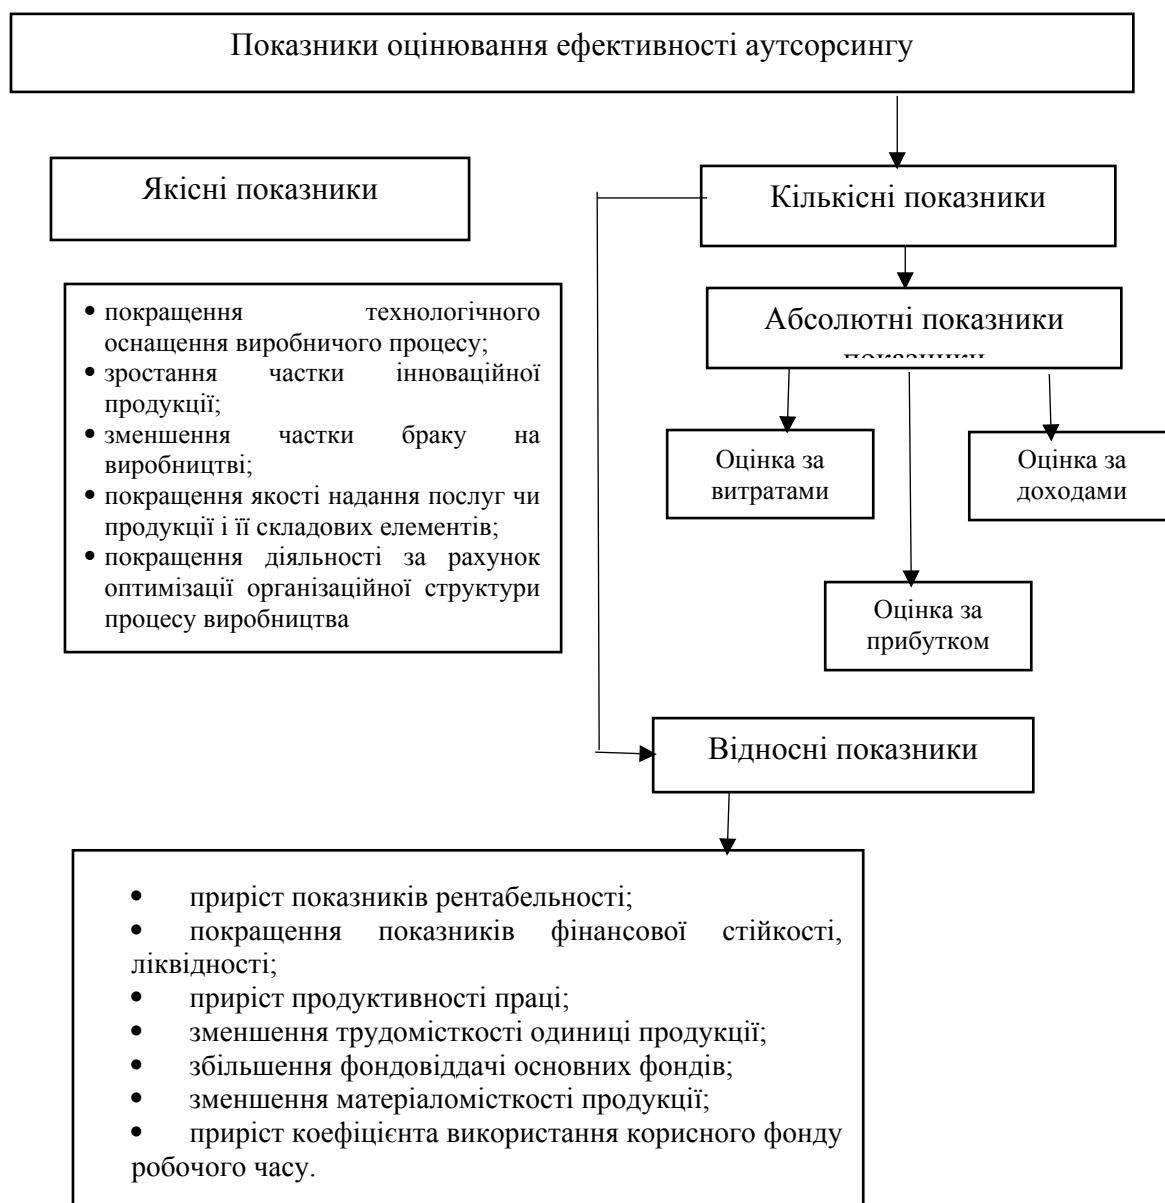 Показники оцінювання ефективності аутсорсингу
Якісні показники
Кількісні показники
• покращення технологічного
оснащення виробничого процесу;
• зростання частки інноваційної
продукції;
• зменшення частки браку на
виробництві;
• покращення якості надання послуг чи
продукції і її складових елементів;
• покращення діяльності за рахунок
оптимізації організаційної структури
процесу виробництва
Абсолютні показники
показники
Оцінка за
витратами
Оцінка за
доходами
Оцінка за
прибутком
Відносні показники
• приріст показників рентабельності;
• покращення показників фінансової стійкості,
ліквідності;
• приріст продуктивності праці;
• зменшення трудомісткості одиниці продукції;
• збільшення фондовіддачі основних фондів;
• зменшення матеріаломісткості продукції;
• приріст коефіцієнта використання корисного фонду
робочого часу.